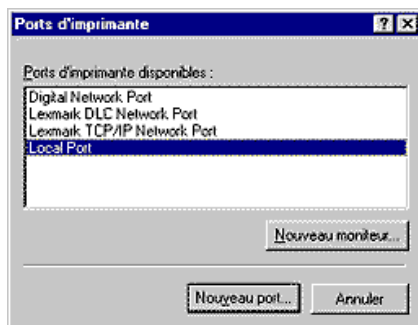 Ports d'imprimante
Ports d'imprimante disponibles :
Digital Network Port
Lexmark DLC Network Port
Lexmark TCP/IP Network Port
Local Port
Nouveau moniteur...
Nouveau port...
Annuler